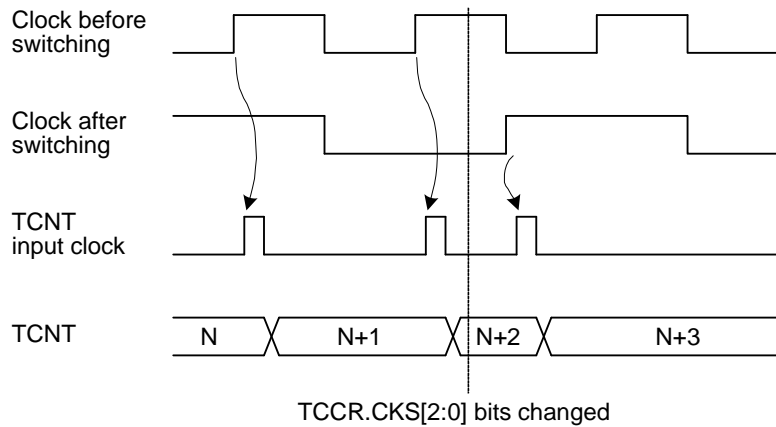 Clock before
switching
Clock after
switching
TCNT
input clock
TCNT
N
N+1
N+2
N+3
TCCR.CKS[2:0] bits changed